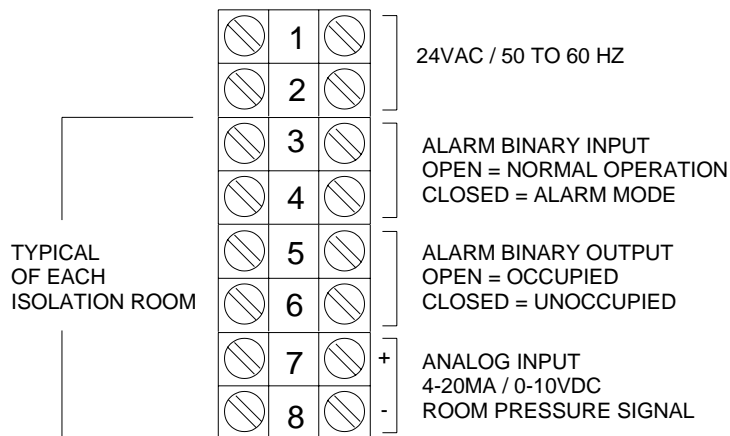 1
2
24VAC / 50 TO 60 HZ
3
4
ALARM BINARY INPUT
OPEN = NORMAL OPERATION
CLOSED = ALARM MODE
TYPICAL
OF EACH
ISOLATION ROOM
5
6
ALARM BINARY OUTPUT
OPEN = OCCUPIED
CLOSED = UNOCCUPIED
7
8
+
-
ANALOG INPUT
4-20MA / 0-10VDC
ROOM PRESSURE SIGNAL